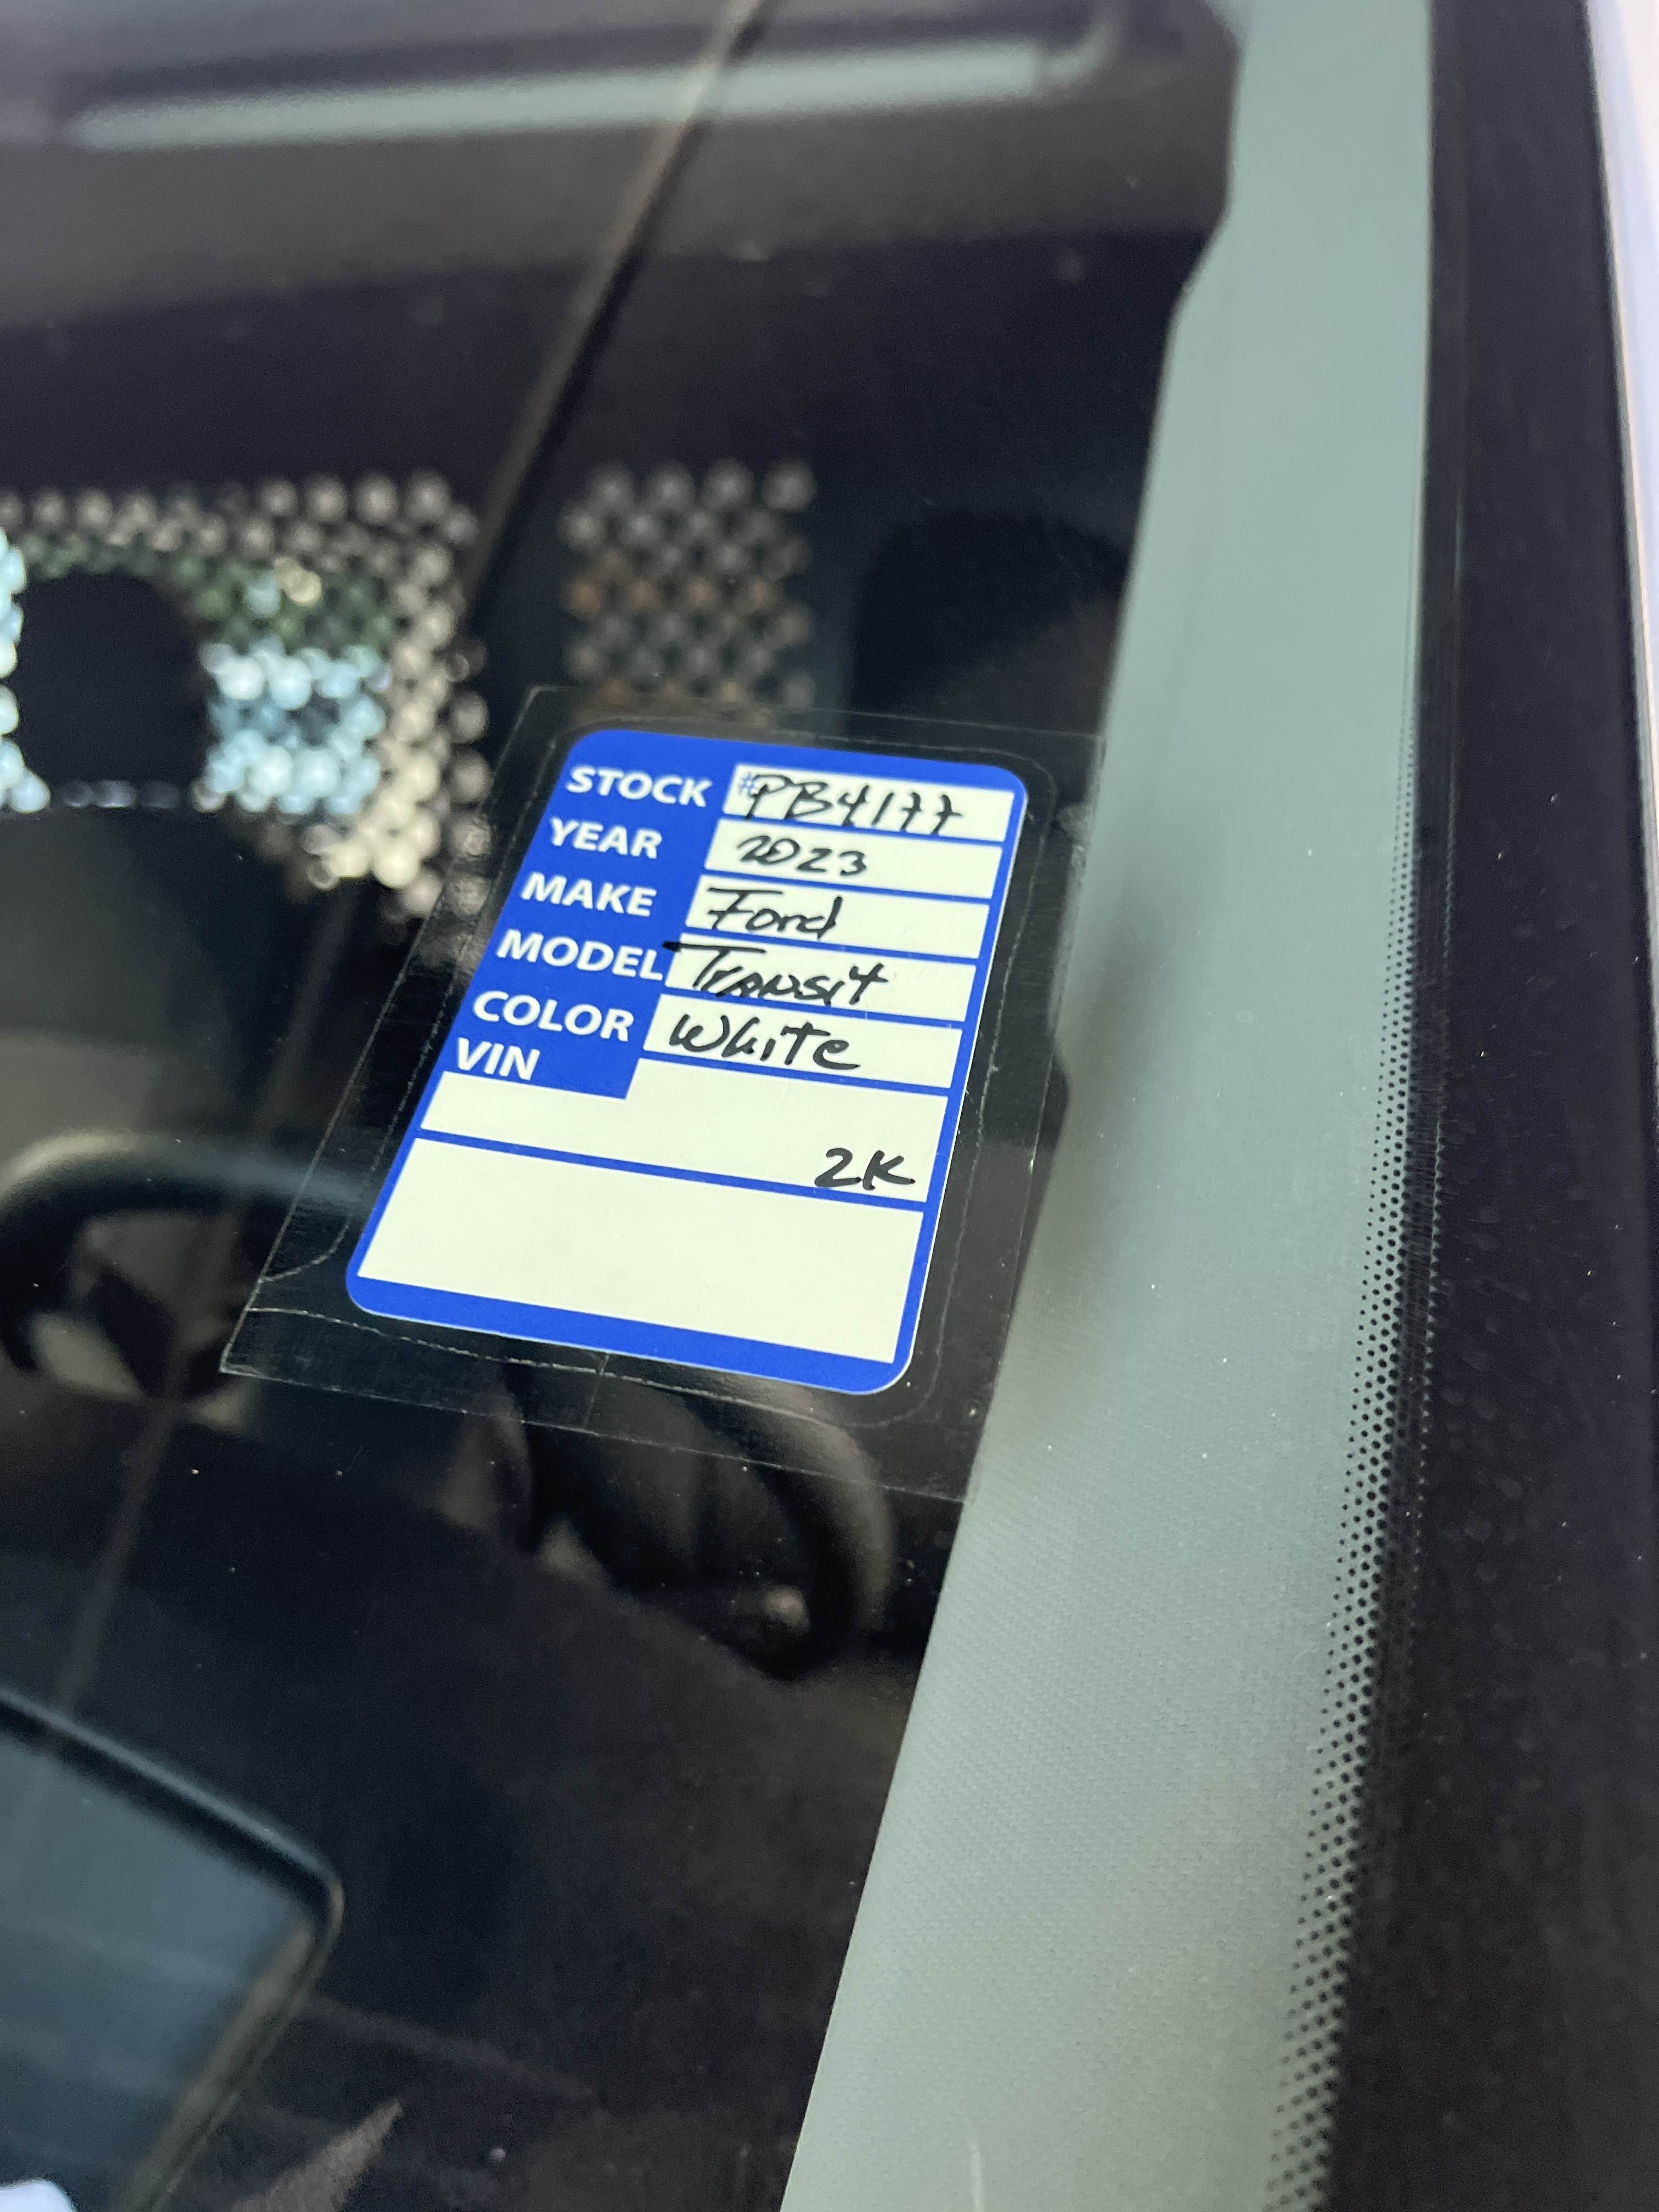 STOCK #PB4177
YEAR 2023
MAKE Ford
MODEL Transit
COLOR White
VIN
2K